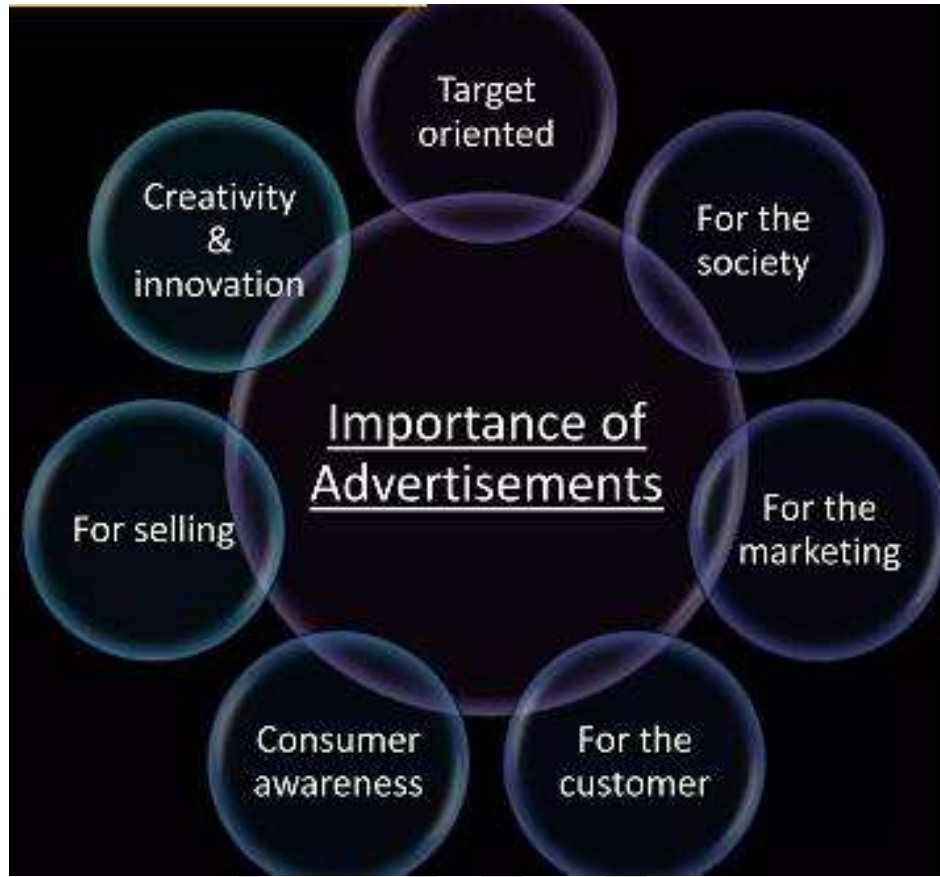 Target
oriented
For the
society
For the
marketing
For the
customer
Consumer
awareness
For selling
Creativity
&
innovation
Importance of
Advertisements